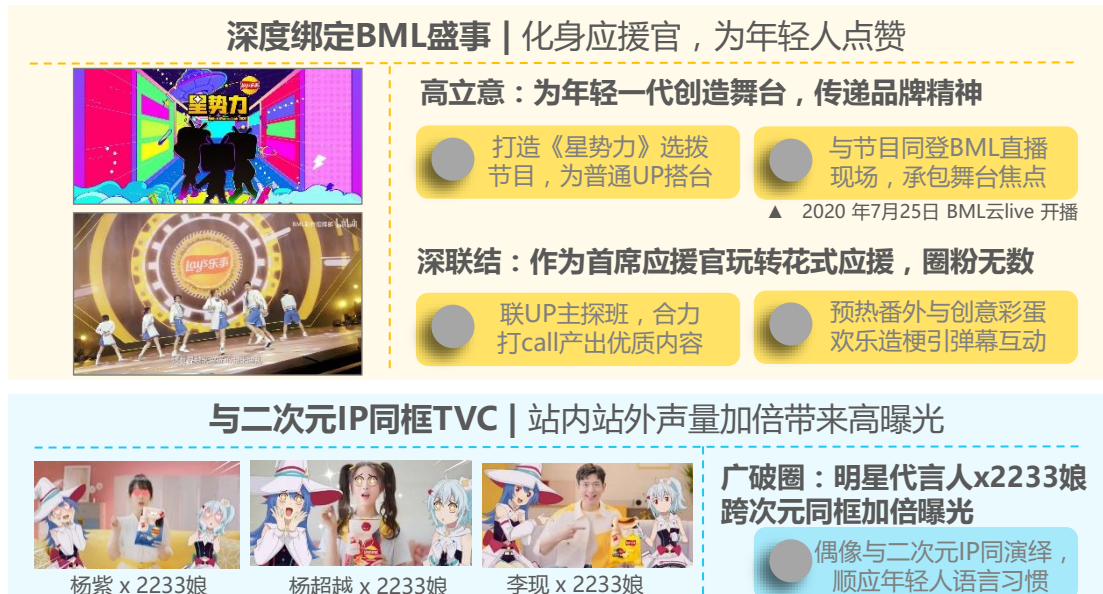 深度绑定BML盛事 | 化身应援官，为年轻人点赞
Lay's乐事
星势力
高立意：为年轻一代创造舞台，传递品牌精神
打造《星势力》选拨
节目，为普通UP搭台
与节目同登BML直播
现场，承包舞台焦点
▲ 2020 年7月25日 BML云live 开播
Lay's乐事
深联结：作为首席应援官玩转花式应援，圈粉无数
联UP主探班，合力
打call产出优质内容
预热番外与创意彩蛋
欢乐造梗引弹幕互动
与二次元IP同框TVC | 站内站外声量加倍带来高曝光
杨紫 x 2233娘
杨超越 x 2233娘
李现 x 2233娘
广破圈：明星代言人x2233娘
跨次元同框加倍曝光
偶像与二次元IP同演绎，
顺应年轻人语言习惯